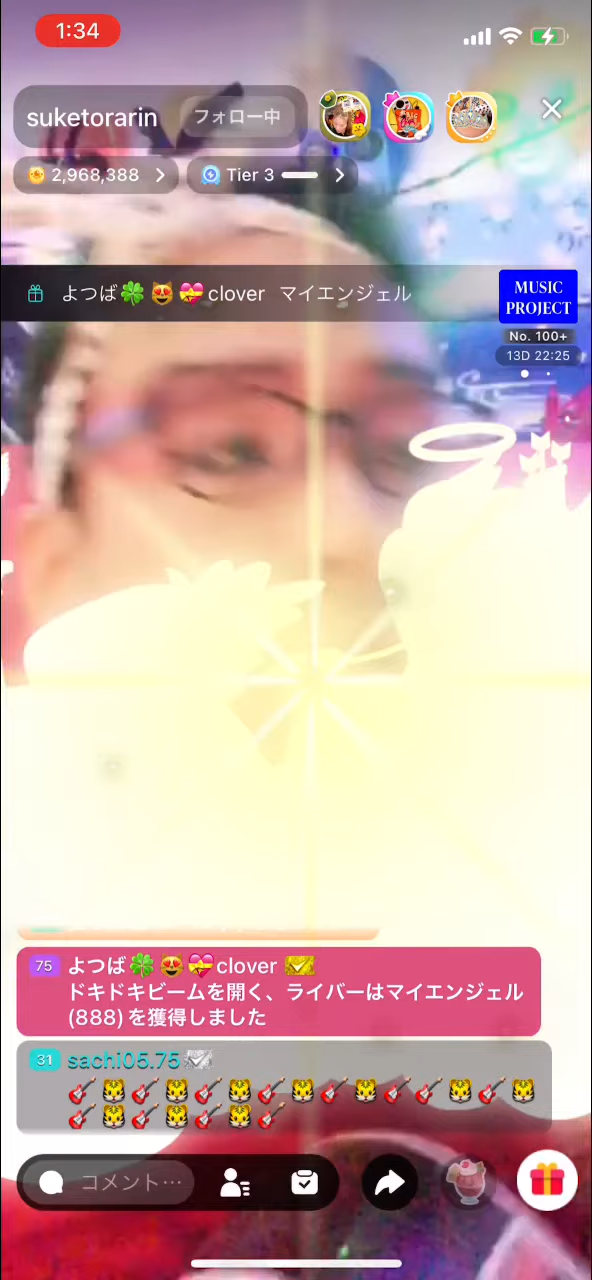 1:34
suketorarin フォロー中
2,968,388 Tier 3
よつば🍀😻💝clover マイエンジェル
MUSIC
PROJECT
No. 100+
13D 22:25
75 よつば🍀😻💝clover
ドキドキビームを開く、ライバーはマイエンジェル
(888)を獲得しました
31 sachi05.75
🎸🐯🎸🐯🎸🐯🎸🐯🎸🐯🎸🎸🐯🎸🐯
🎸🐯🎸🐯🎸🐯🎸
コメント…